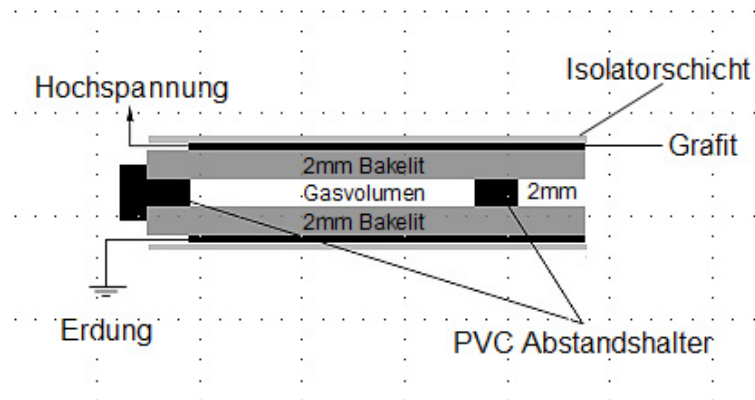 Isolatorschicht
Hochspannung
Grafit
2mm Bakelit
Gasvolumen
2mm
2mm Bakelit
Erdung
PVC Abstandshalter